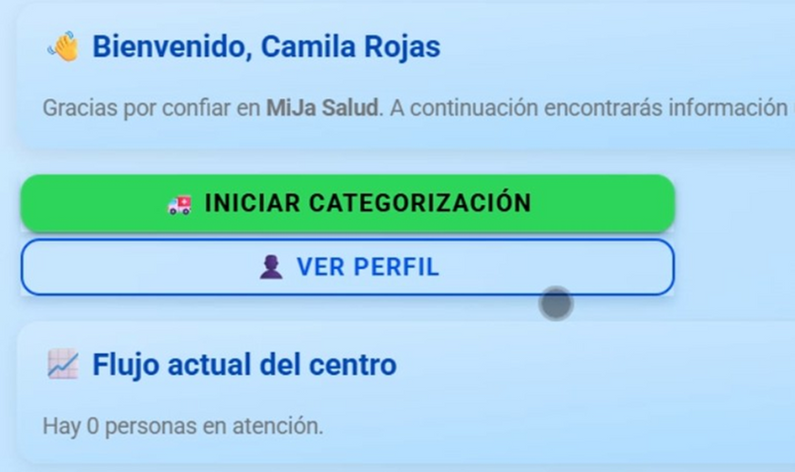 👋 Bienvenido, Camila Rojas
Gracias por confiar en MiJa Salud. A continuación encontrarás información
🚑 INICIAR CATEGORIZACIÓN
👤 VER PERFIL
📈 Flujo actual del centro
Hay 0 personas en atención.